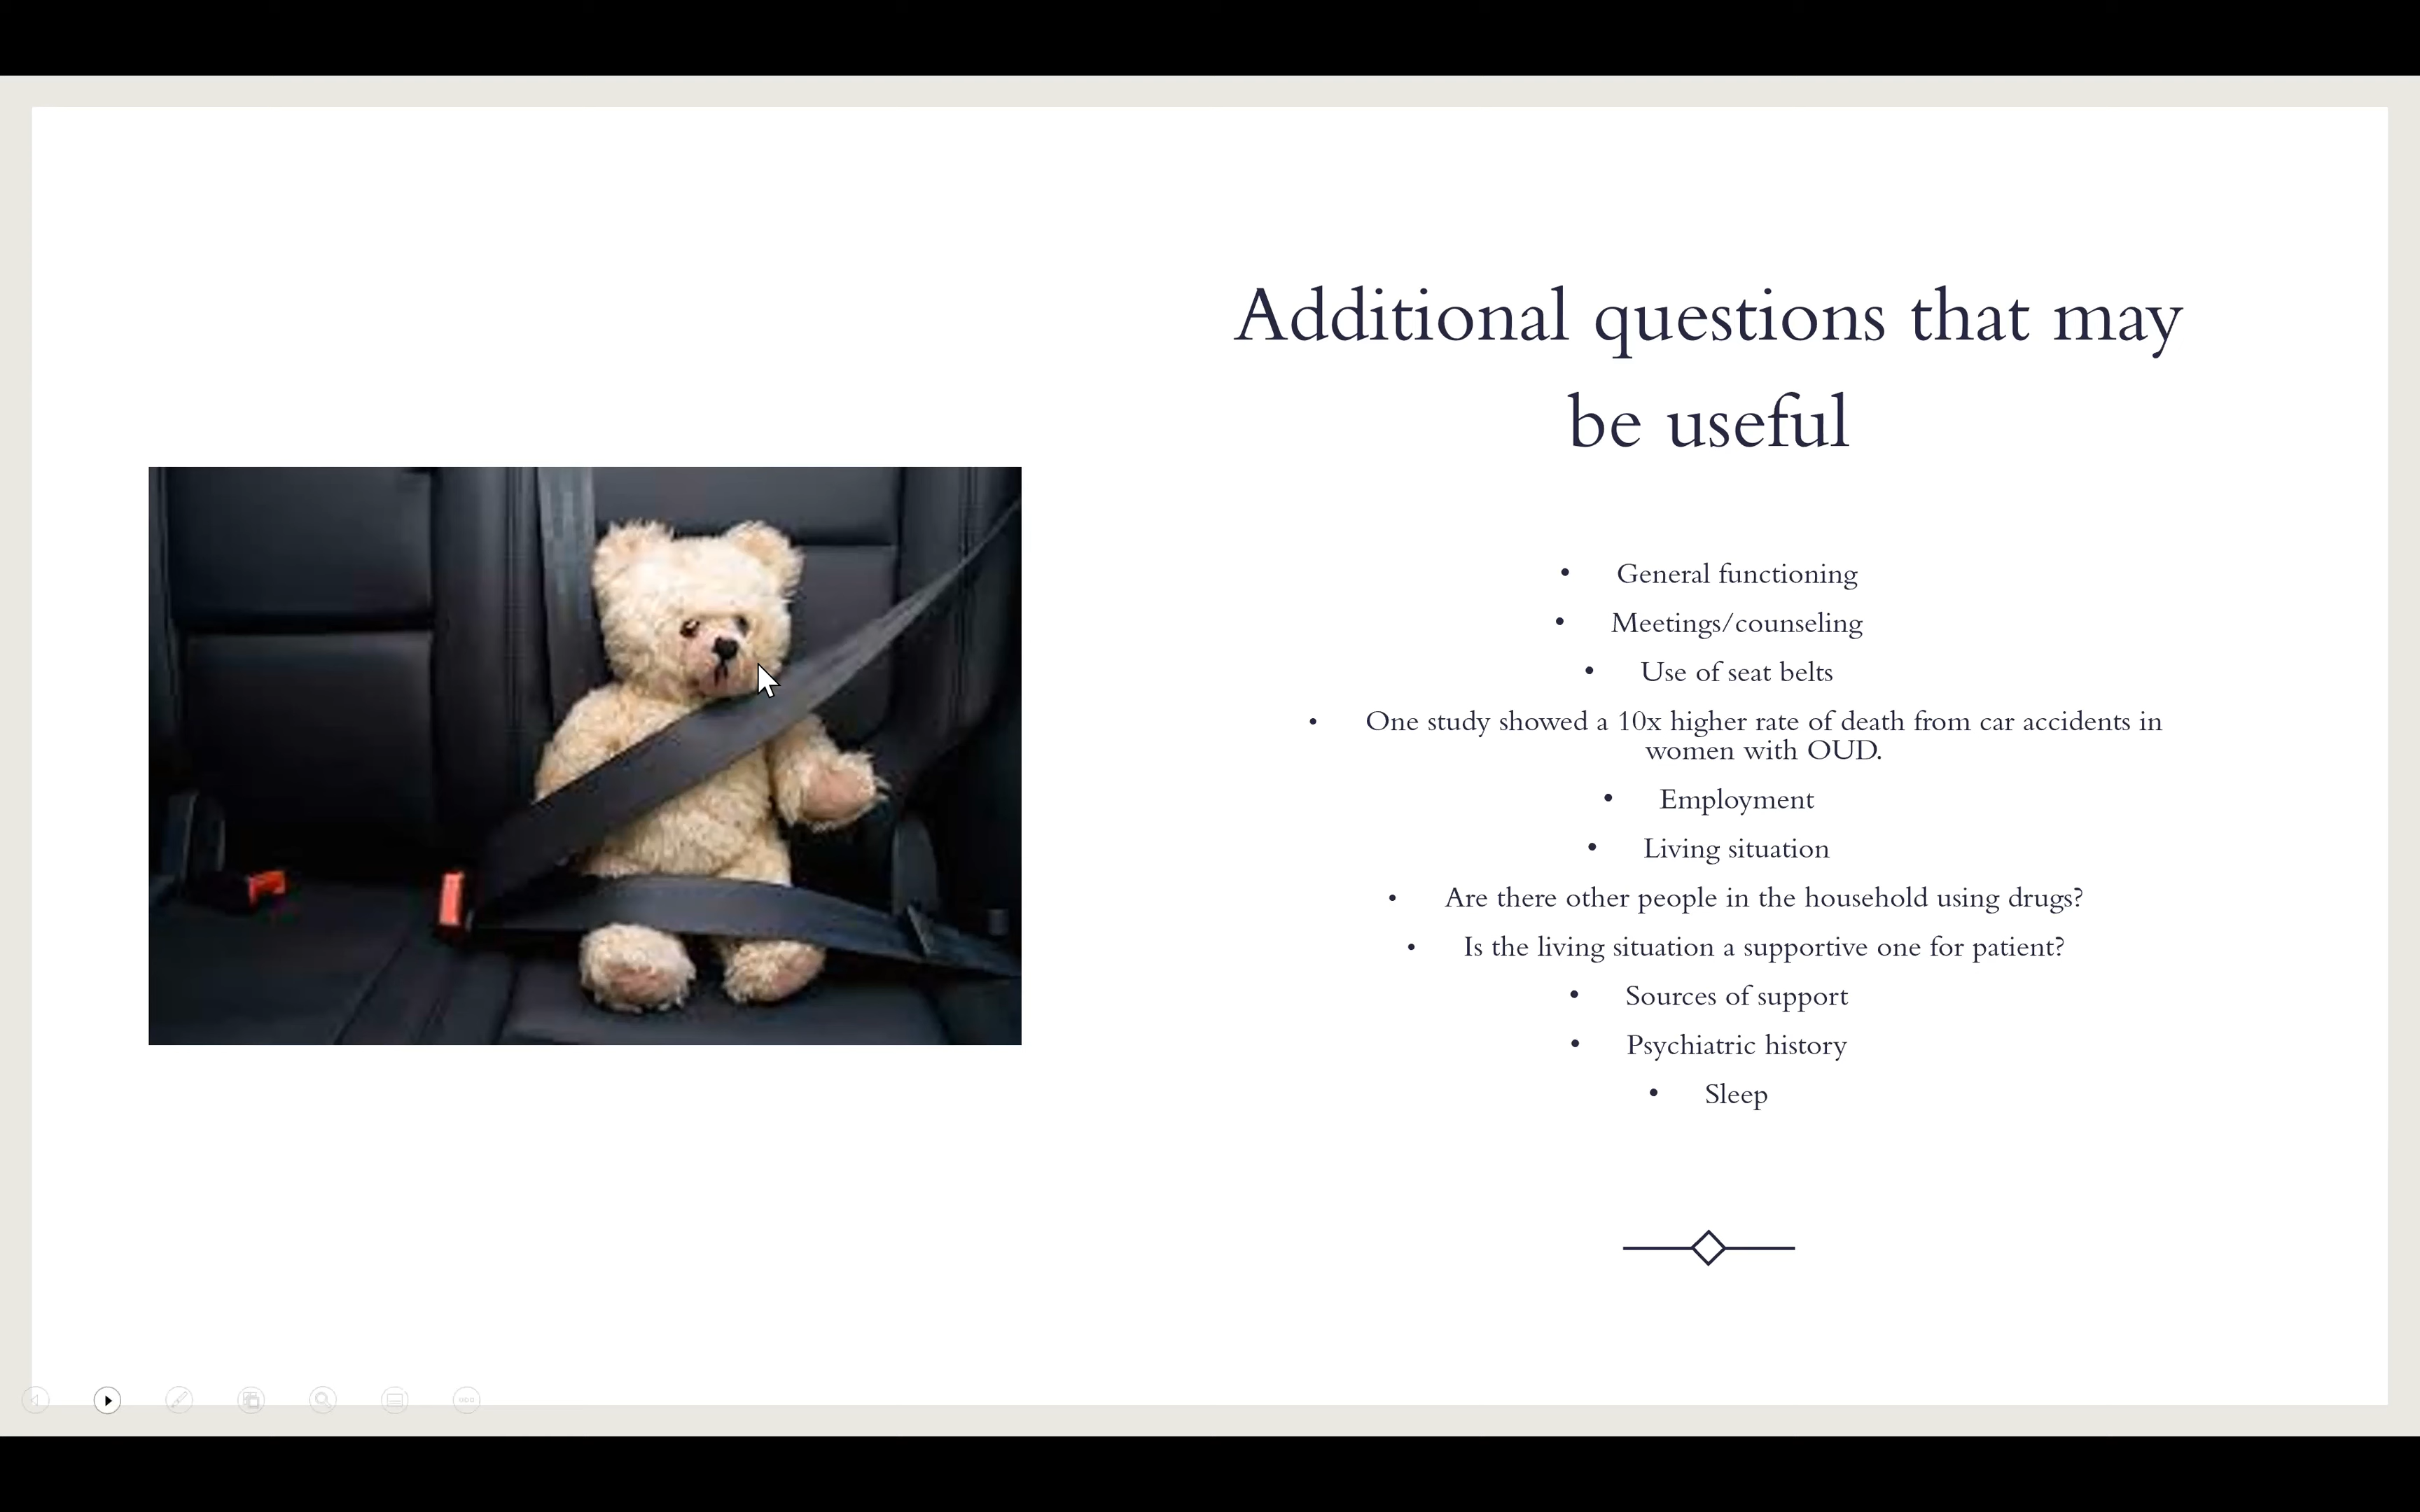 Additional questions that may
be useful
• General functioning
• Meetings/counseling
• Use of seat belts
• One study showed a 10x higher rate of death from car accidents in
women with OUD.
• Employment
• Living situation
• Are there other people in the household using drugs?
• Is the living situation a supportive one for patient?
• Sources of support
• Psychiatric history
• Sleep